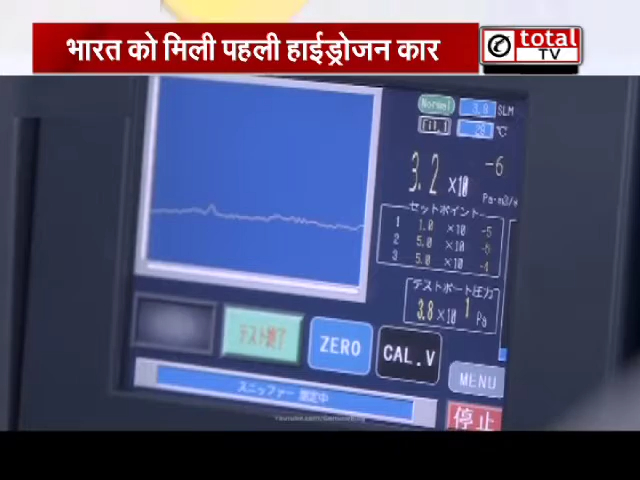 भारत को मिली पहली हाईड्रोजन कार
total
TV
Normal 3.8 SLM
Fil.1 29 ℃
3.2 ×10 -6
Pa・m3/s
セットポイント
1 1.0 ×10 -5
2 5.0 ×10 -6
3 5.0 ×10 -4
テストポート圧力
3.8×10 1 Pa
テスト終了
ZERO
CAL.V
MENU
スニッファー 測定中
停止